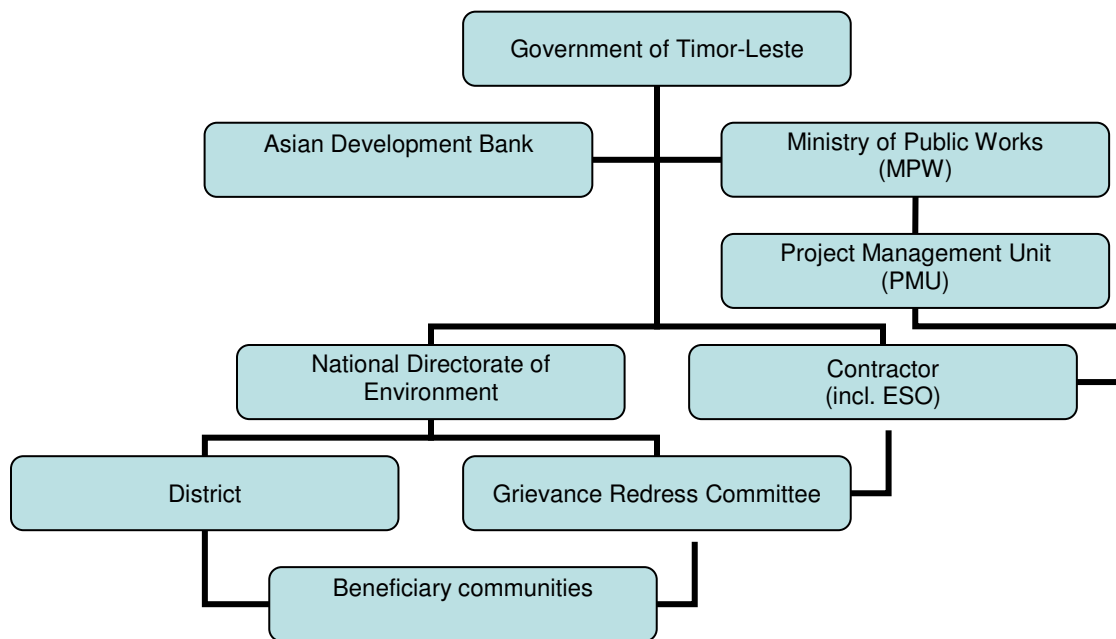 Government of Timor-Leste
Asian Development Bank
Ministry of Public Works
(MPW)
Project Management Unit
(PMU)
National Directorate of
Environment
Contractor
(incl. ESO)
District
Grievance Redress Committee
Beneficiary communities